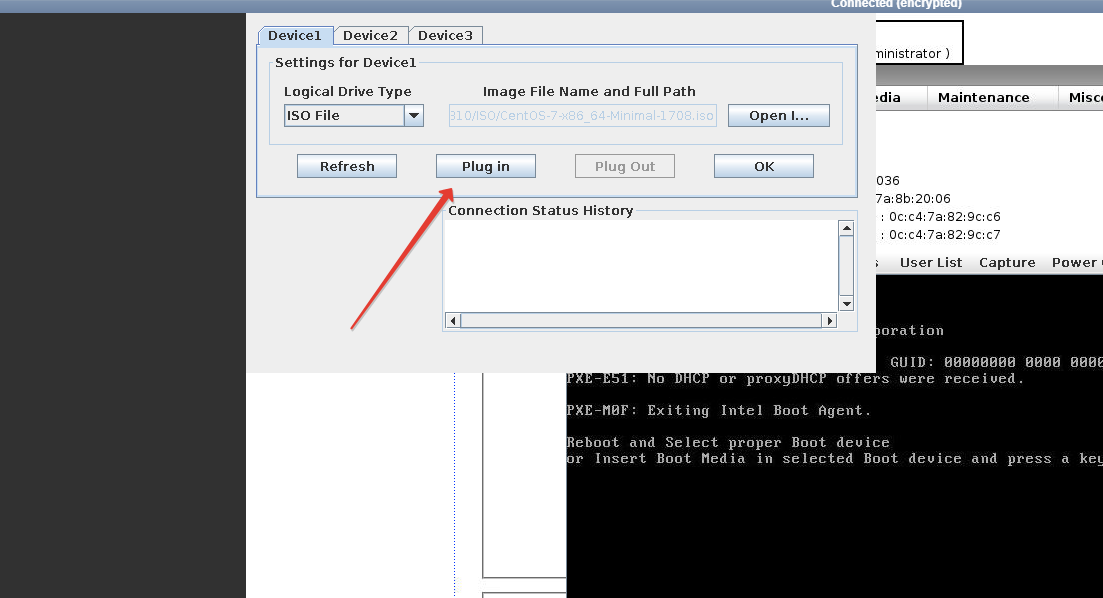 Connected (encrypted)
Device1 Device2 Device3
Settings for Device1
Logical Drive Type Image File Name and Full Path
ISO File 310/ISO/CentOS-7-x86_64-Minimal-1708.iso Open I...
Refresh Plug in Plug Out OK
Connection Status History
ministrator )
edia Maintenance Misc
036
7a:8b:20:06
: 0c:c4:7a:82:9c:c6
: 0c:c4:7a:82:9c:c7
s User List Capture Power
poration
GUID: 00000000 0000 0000
PXE-E51: No DHCP or proxyDHCP offers were received.
PXE-M0F: Exiting Intel Boot Agent.
Reboot and Select proper Boot device
or Insert Boot Media in selected Boot device and press a key